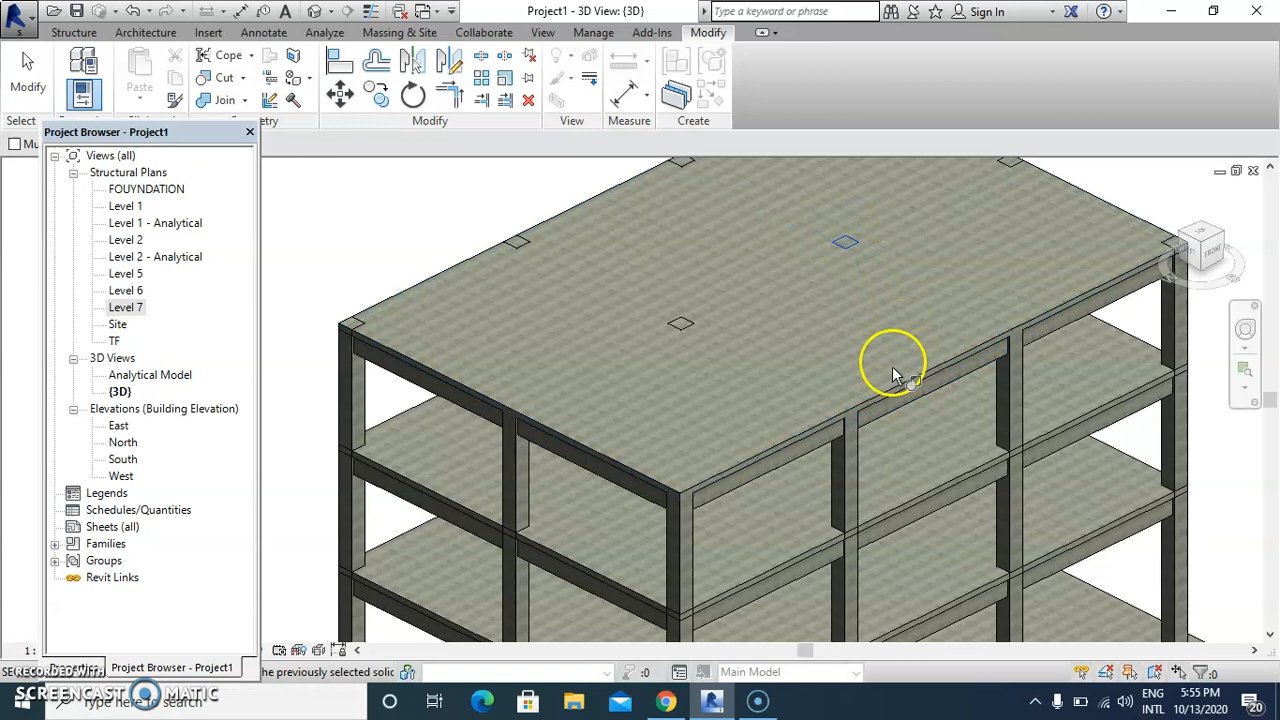 Project1 - 3D View: {3D}
Type a keyword or phrase
Sign In
Structure
Architecture
Insert
Annotate
Analyze
Massing & Site
Collaborate
View
Manage
Add-Ins
Modify
Modify
Paste
Cope
Cut
Join
Select
etry
Modify
View
Measure
Create
Project Browser - Project1
Mu
Views (all)
Structural Plans
FOUYNDATION
Level 1
Level 1 - Analytical
Level 2
Level 2 - Analytical
Level 5
Level 6
Level 7
Site
TF
3D Views
Analytical Model
{3D}
Elevations (Building Elevation)
East
North
South
West
Legends
Schedules/Quantities
Sheets (all)
Families
Groups
Revit Links
FRONT
1:
Project Browser - Project1
he previously selected solic
:0
Main Model
:0
RECORDED WITH
SCREENCAST MATIC
Type here to search
ENG
INTL
5:55 PM
10/13/2020
20